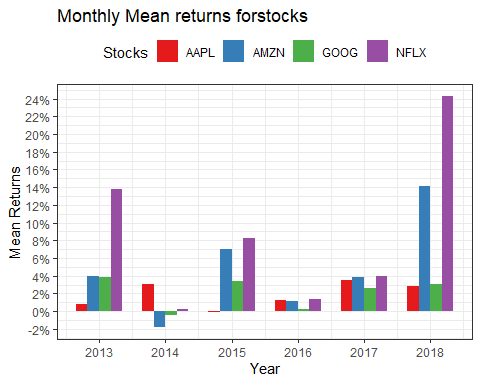 Monthly Mean returns forstocks
Stocks AAPL AMZN GOOG NFLX
24%
22%
20%
18%
16%
14%
12%
10%
8%
6%
4%
2%
0%
-2%
Mean Returns
2013 2014 2015 2016 2017 2018
Year